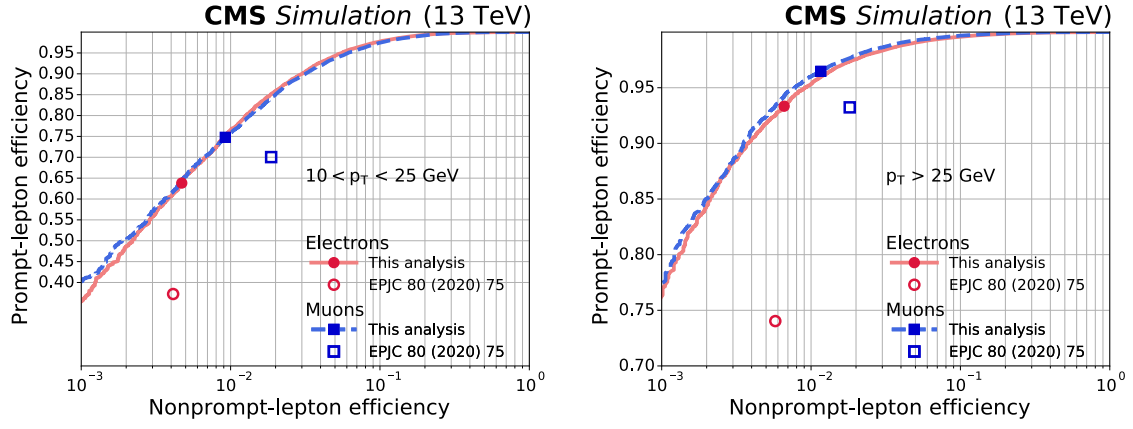 CMS Simulation (13 TeV)
Prompt-lepton efficiency
0.95
0.90
0.85
0.80
0.75
0.70
0.65
0.60
0.55
0.50
0.45
0.40
10 < p_T < 25 GeV
Electrons
This analysis
EPJC 80 (2020) 75
Muons
This analysis
EPJC 80 (2020) 75
10⁻³ 10⁻² 10⁻¹ 10⁰
Nonprompt-lepton efficiency
CMS Simulation (13 TeV)
Prompt-lepton efficiency
0.95
0.90
0.85
0.80
0.75
0.70
p_T > 25 GeV
Electrons
This analysis
EPJC 80 (2020) 75
Muons
This analysis
EPJC 80 (2020) 75
10⁻³ 10⁻² 10⁻¹ 10⁰
Nonprompt-lepton efficiency